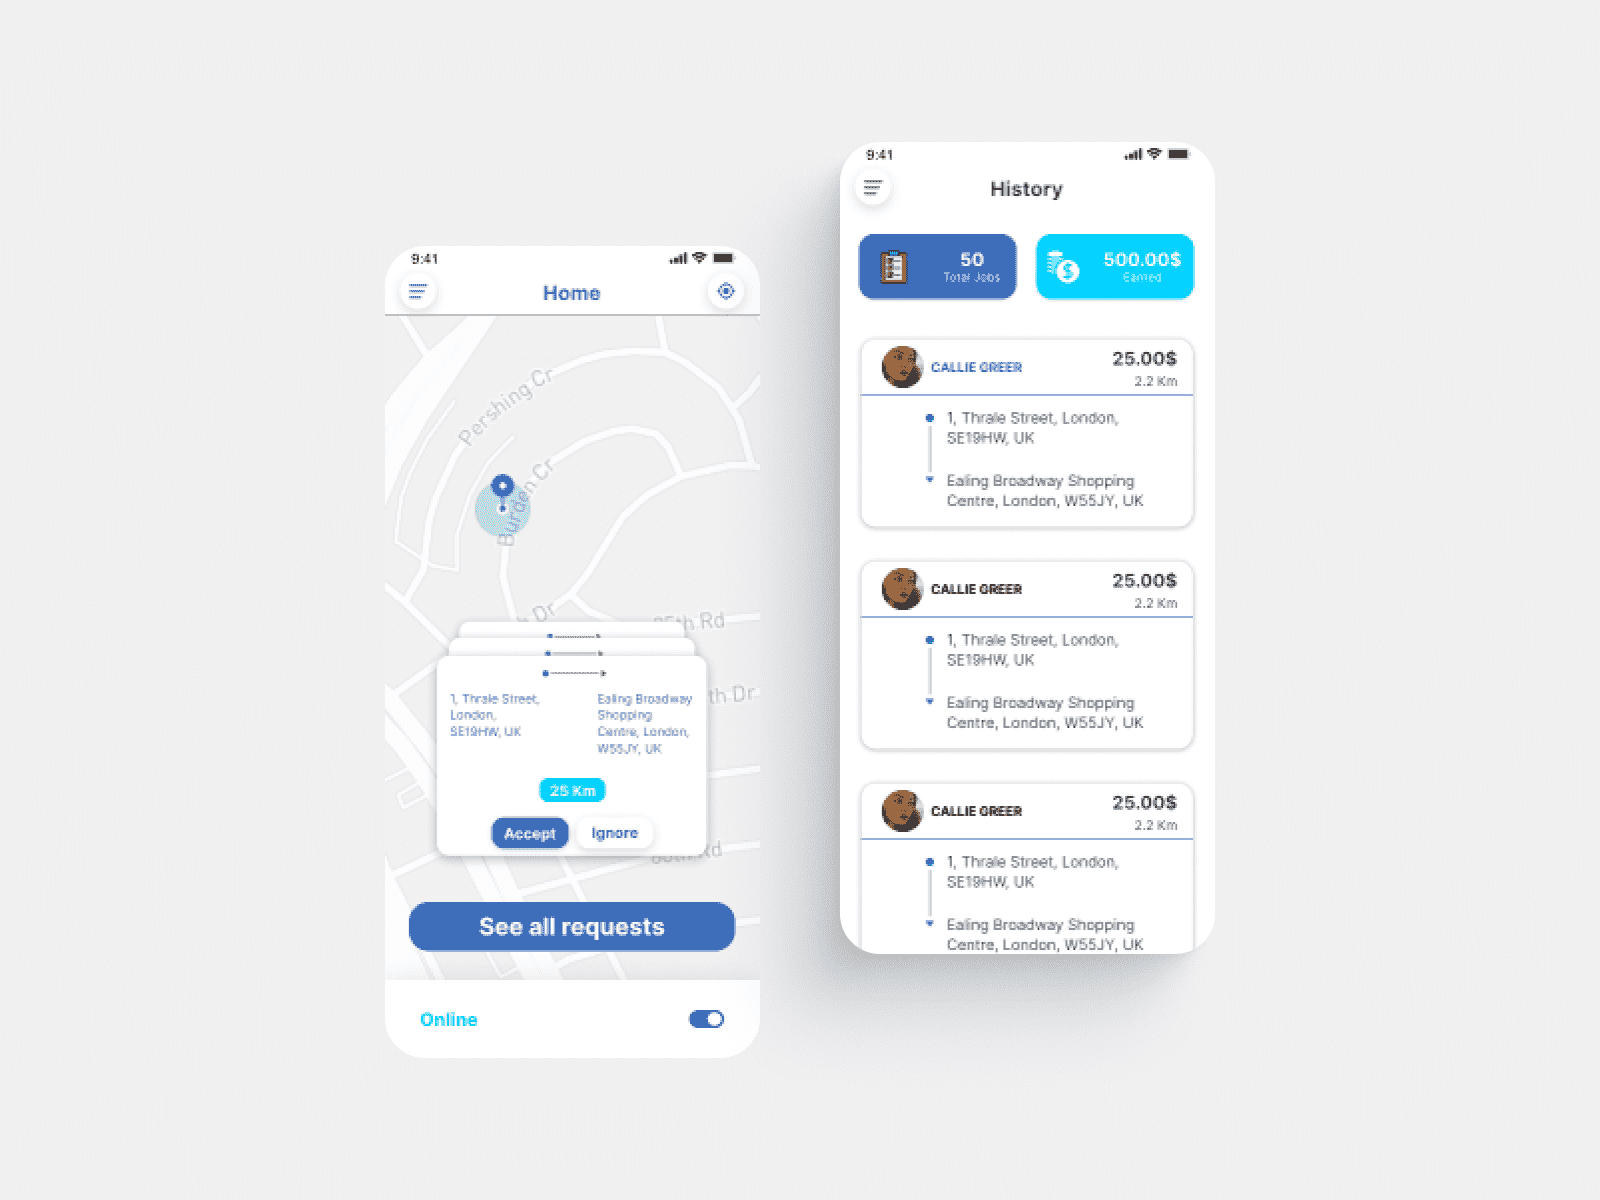 9:41
Home
Pershing Cr
Burden Cr
Dr
85th Rd
th Dr
1, Thrale Street,
London,
SE19HW, UK
Ealing Broadway
Shopping
Centre, London,
W55JY, UK
25 Km
Accept
Ignore
Rd
See all requests
Online
9:41
History
50
Total Jobs
500.00$
Earned
CALLIE GREER
25.00$
2.2 Km
1, Thrale Street, London,
SE19HW, UK
Ealing Broadway Shopping
Centre, London, W55JY, UK
CALLIE GREER
25.00$
2.2 Km
1, Thrale Street, London,
SE19HW, UK
Ealing Broadway Shopping
Centre, London, W55JY, UK
CALLIE GREER
25.00$
2.2 Km
1, Thrale Street, London,
SE19HW, UK
Ealing Broadway Shopping
Centre, London, W55JY, UK